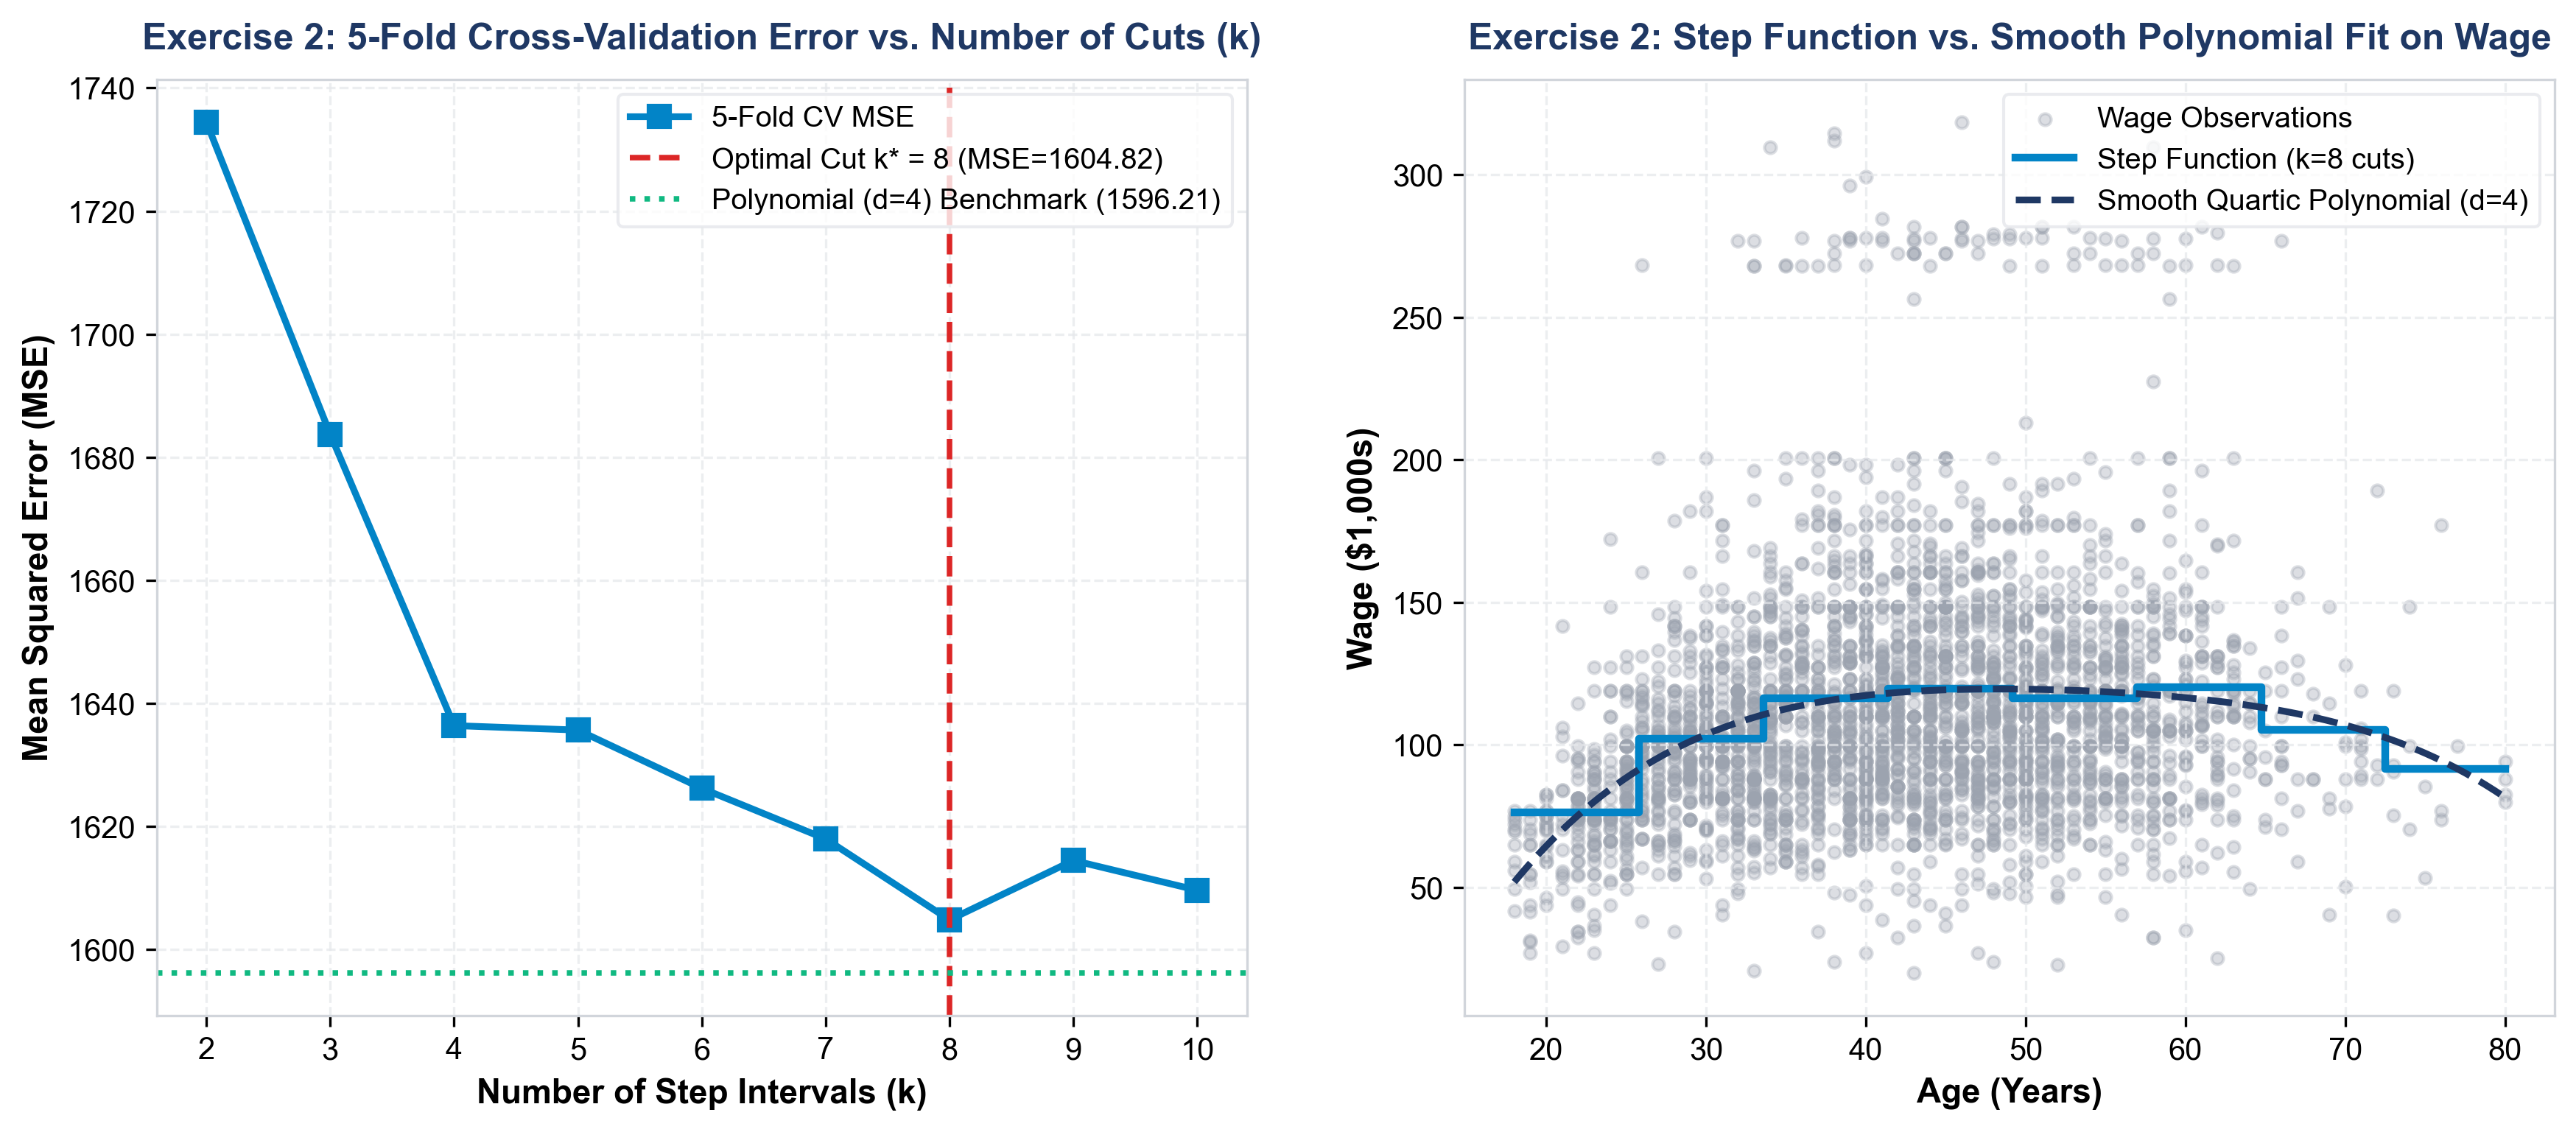 Exercise 2: 5-Fold Cross-Validation Error vs. Number of Cuts (k)
1740
1720
1700
1680
1660
1640
1620
1600
Mean Squared Error (MSE)
5-Fold CV MSE
Optimal Cut k* = 8 (MSE=1604.82)
Polynomial (d=4) Benchmark (1596.21)
2 3 4 5 6 7 8 9 10
Number of Step Intervals (k)
Exercise 2: Step Function vs. Smooth Polynomial Fit on Wage
300
250
200
150
100
50
Wage ($1,000s)
Wage Observations
Step Function (k=8 cuts)
Smooth Quartic Polynomial (d=4)
20 30 40 50 60 70 80
Age (Years)